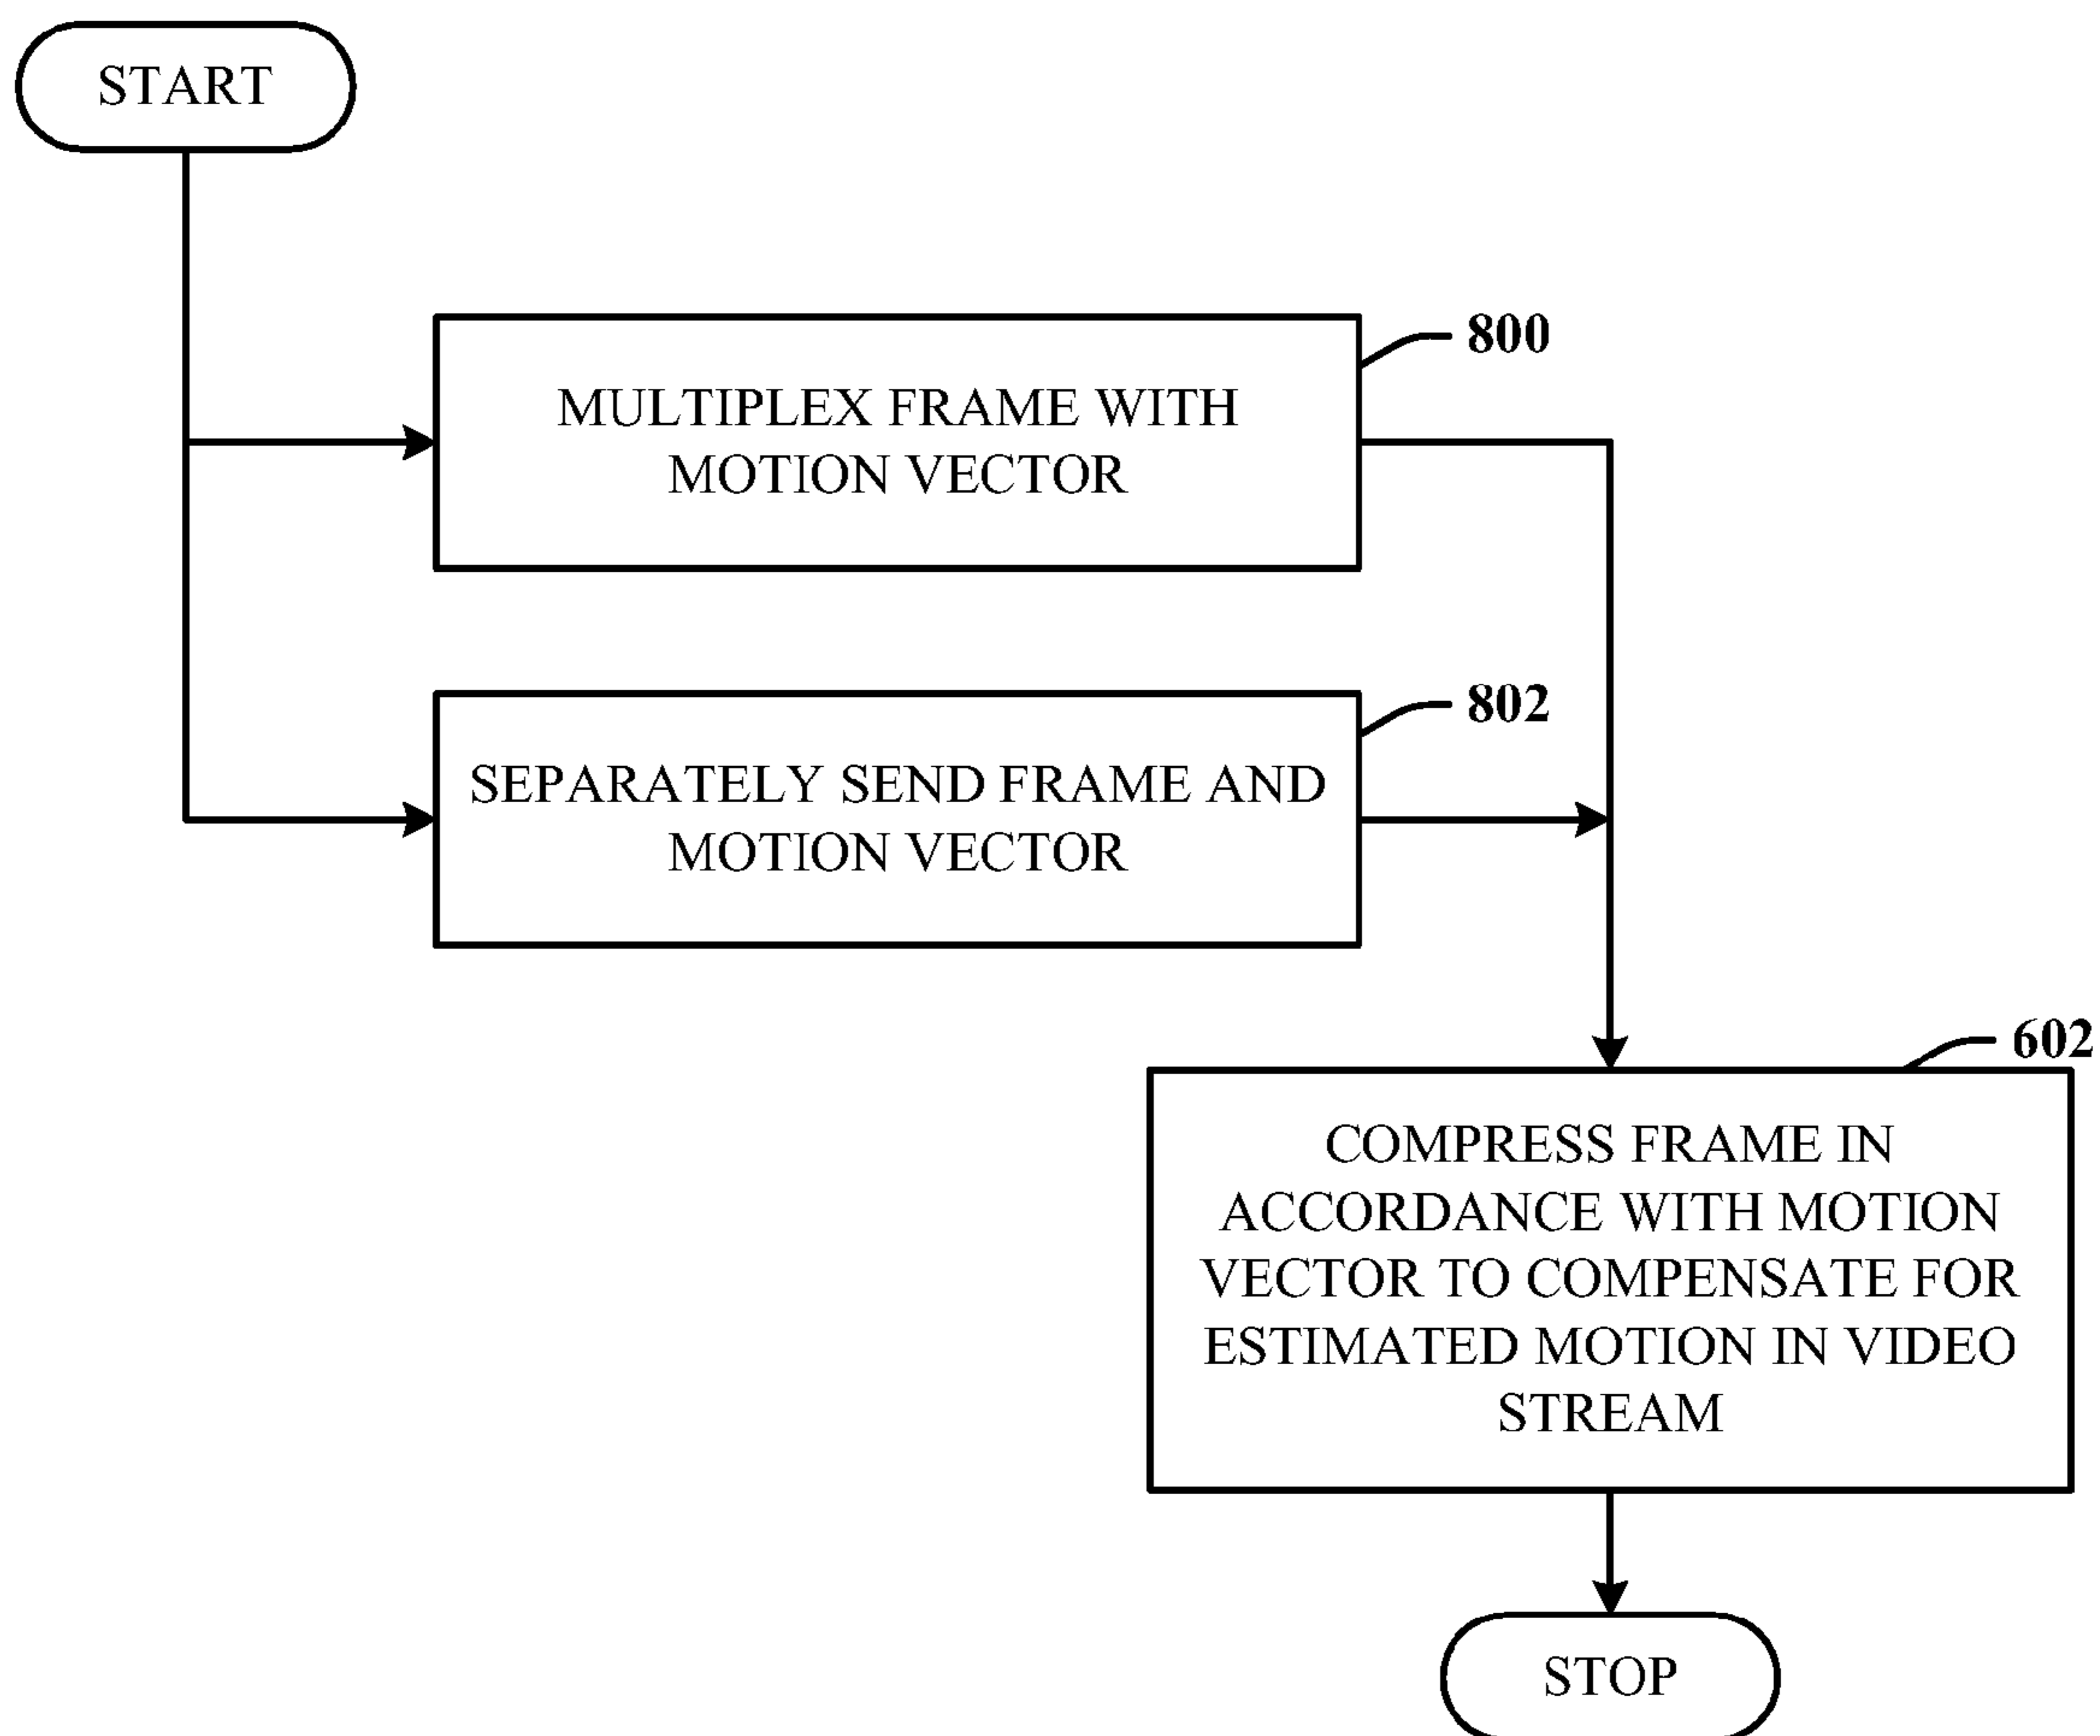 START
800
MULTIPLEX FRAME WITH
MOTION VECTOR
802
SEPARATELY SEND FRAME AND
MOTION VECTOR
602
COMPRESS FRAME IN
ACCORDANCE WITH MOTION
VECTOR TO COMPENSATE FOR
ESTIMATED MOTION IN VIDEO
STREAM
STOP